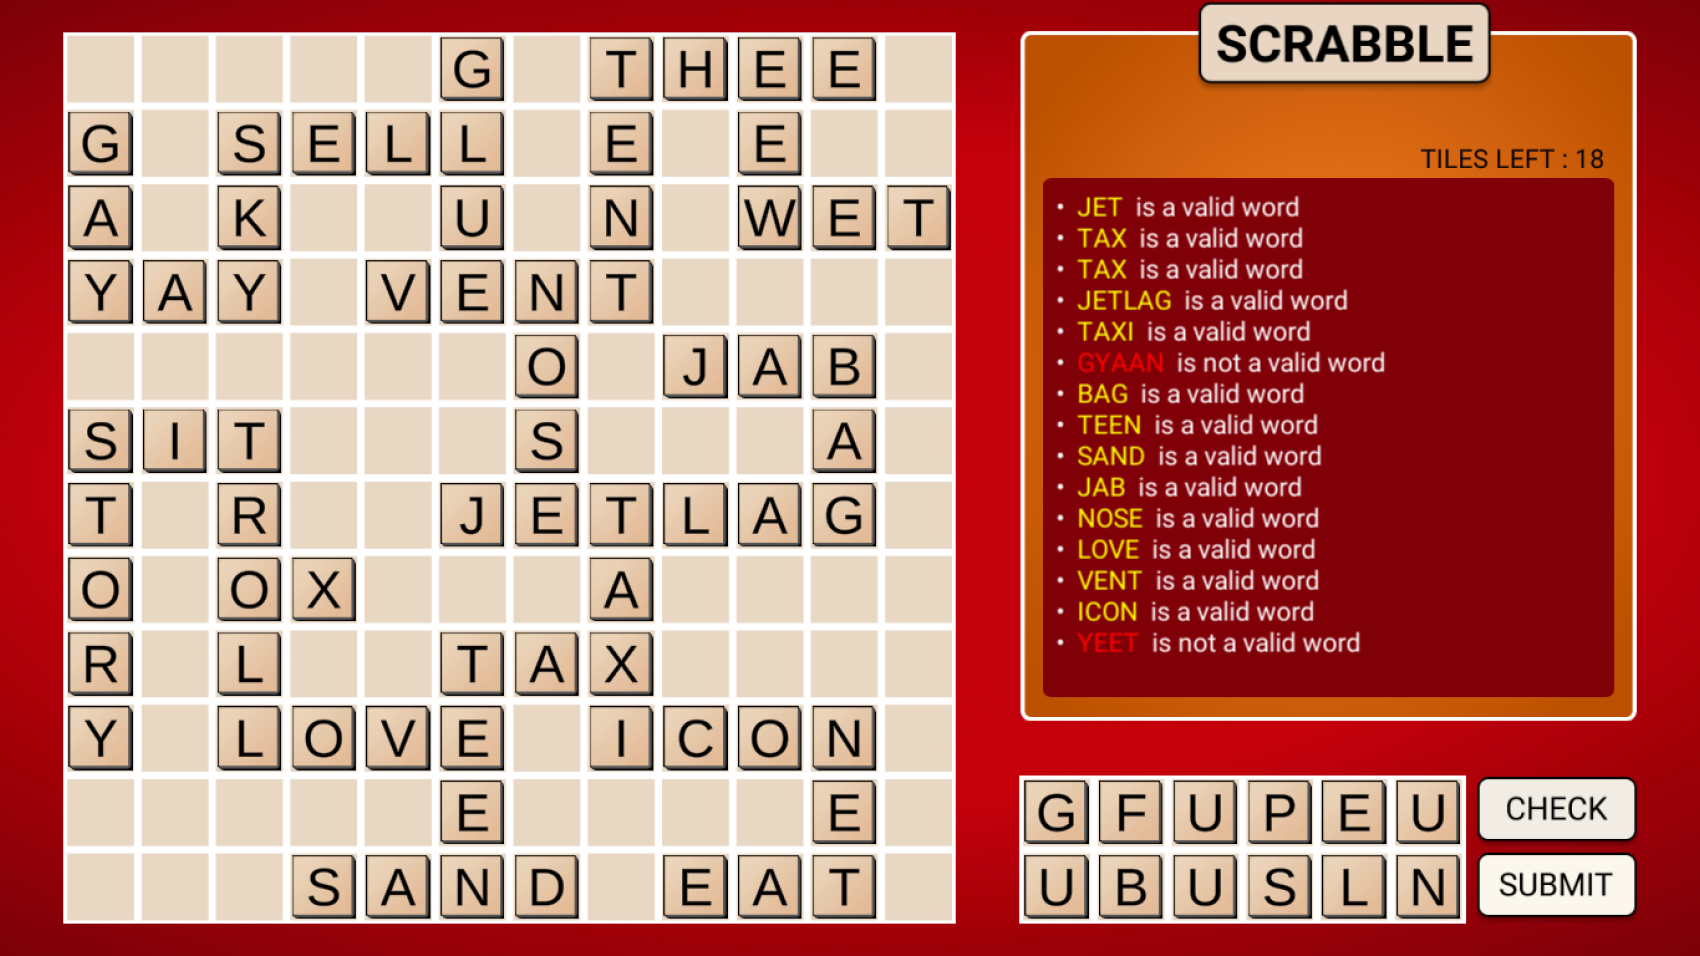 SCRABBLE
G T H E E
G S E L L E E
A K U N W E T
Y A Y V E N T
O J A B
S I T S A
T R J E T L A G
O O X A
R L T A X
Y L O V E I C O N
E E
S A N D E A T
TILES LEFT : 18
• JET is a valid word
• TAX is a valid word
• TAX is a valid word
• JETLAG is a valid word
• TAXI is a valid word
• GYAAN is not a valid word
• BAG is a valid word
• TEEN is a valid word
• SAND is a valid word
• JAB is a valid word
• NOSE is a valid word
• LOVE is a valid word
• VENT is a valid word
• ICON is a valid word
• YEET is not a valid word
G F U P E U
U B U S L N
CHECK
SUBMIT